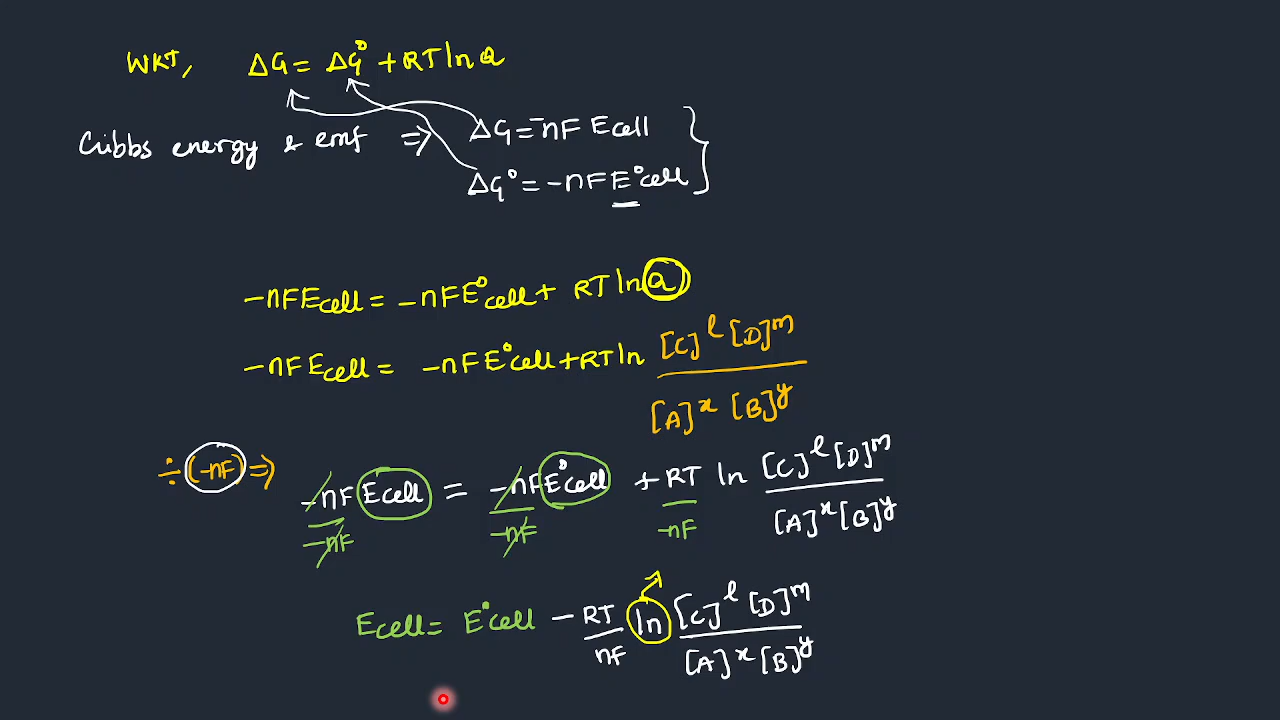 WKT, ΔG = ΔG° + RT ln Q
Gibbs energy & emf ⇒ ΔG = -nF Ecell
ΔG° = -nFE°cell
-nFEcell = -nFE°cell + RT ln Q
-nFEcell = -nFE°cell + RT ln [C]^l [D]^m / [A]^x [B]^y
÷ (-nF) ⇒ -nF Ecell / -nF = -nF E°cell / -nF + RT / -nF ln [C]^l [D]^m / [A]^x [B]^y
Ecell = E°cell - RT / nF ln [C]^l [D]^m / [A]^x [B]^y